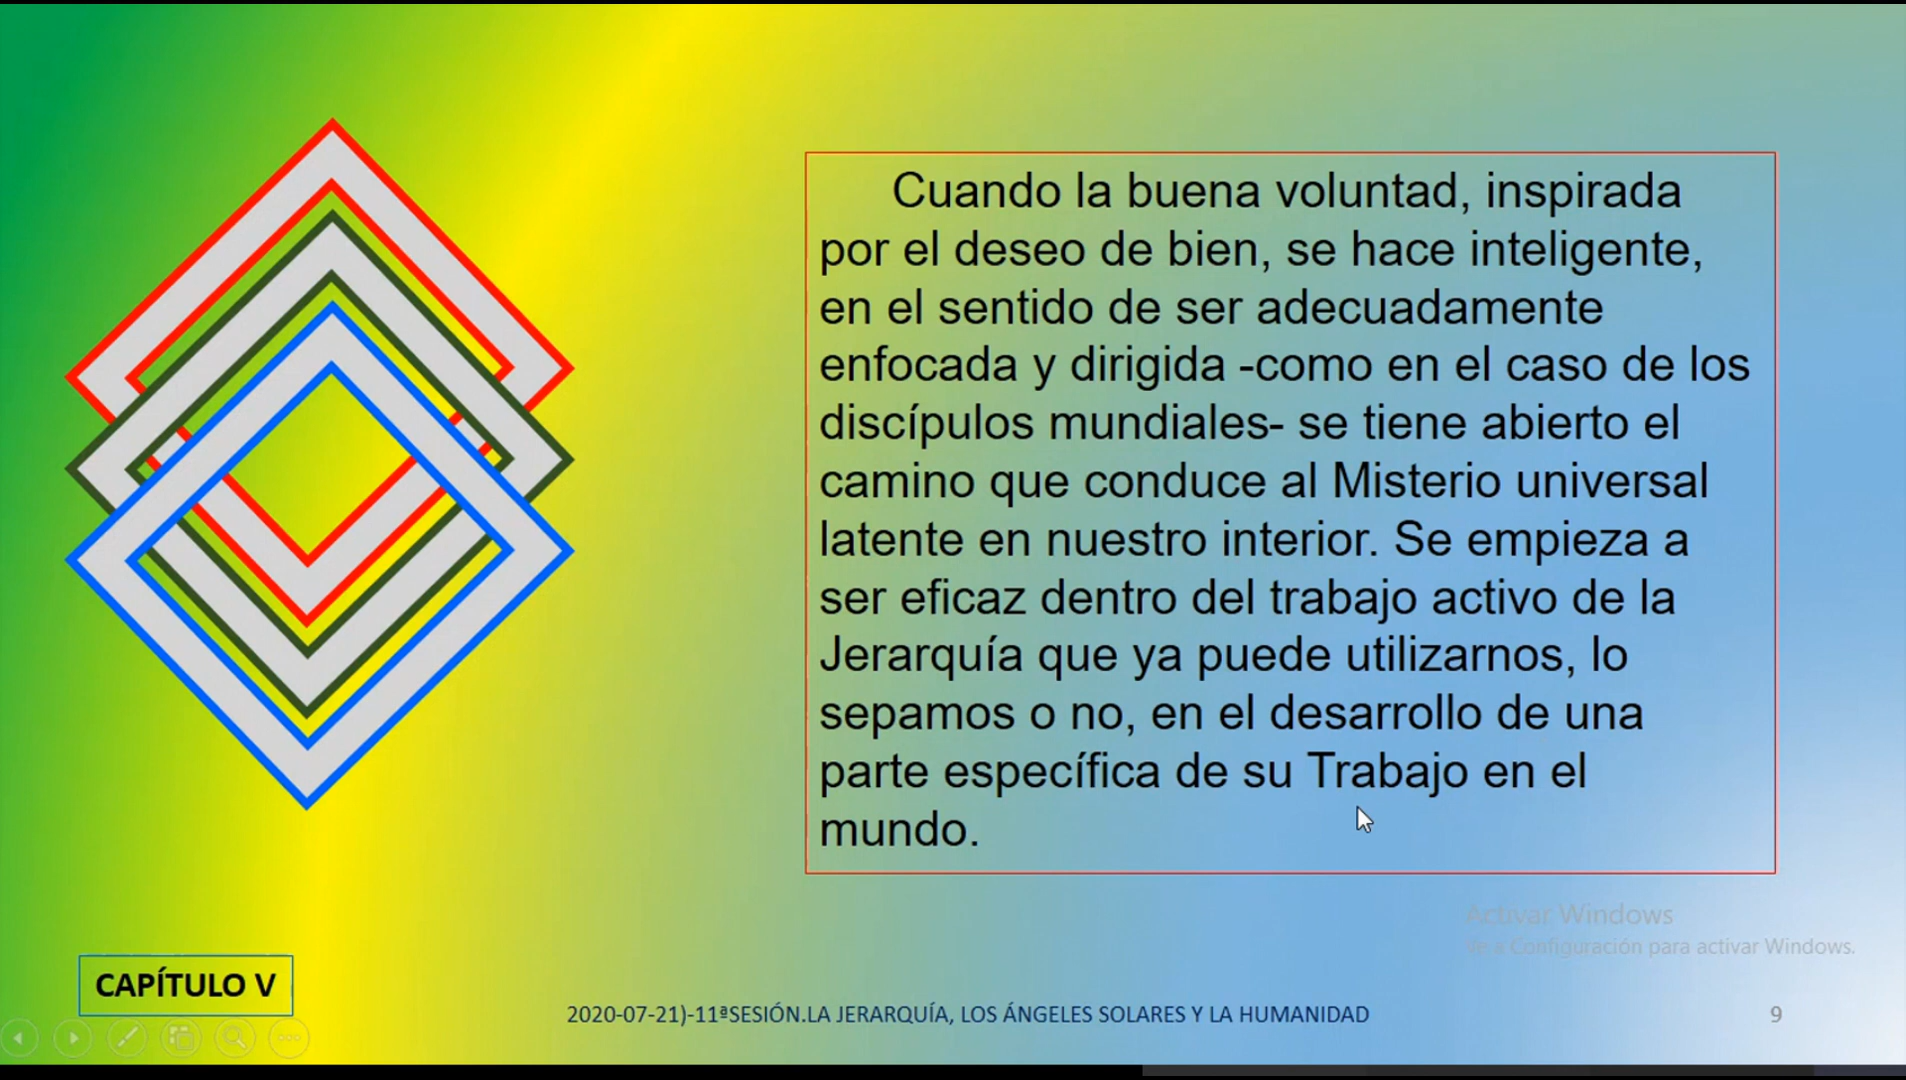 Cuando la buena voluntad, inspirada
por el deseo de bien, se hace inteligente,
en el sentido de ser adecuadamente
enfocada y dirigida -como en el caso de los
discípulos mundiales- se tiene abierto el
camino que conduce al Misterio universal
latente en nuestro interior. Se empieza a
ser eficaz dentro del trabajo activo de la
Jerarquía que ya puede utilizarnos, lo
sepamos o no, en el desarrollo de una
parte específica de su Trabajo en el
mundo.
Activar Windows
Ve a Configuración para activar Windows.
CAPÍTULO V
2020-07-21)-11ªSESIÓN.LA JERARQUÍA, LOS ÁNGELES SOLARES Y LA HUMANIDAD
9